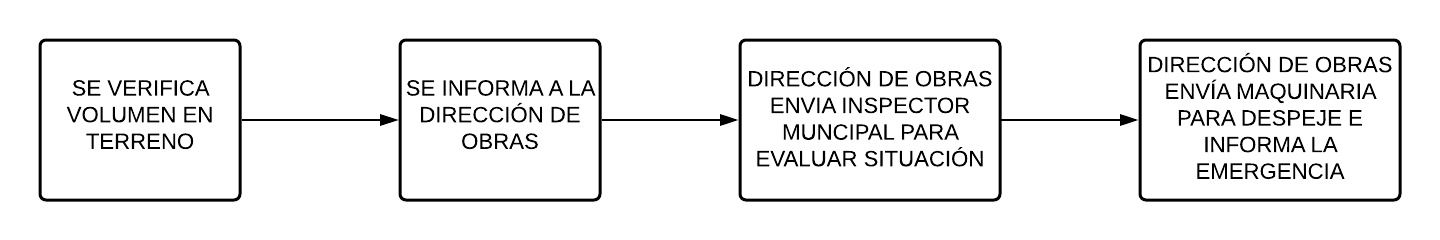 SE VERIFICA
VOLUMEN EN
TERRENO
SE INFORMA A LA
DIRECCIÓN DE
OBRAS
DIRECCIÓN DE OBRAS
ENVIA INSPECTOR
MUNCIPAL PARA
EVALUAR SITUACIÓN
DIRECCIÓN DE OBRAS
ENVÍA MAQUINARIA
PARA DESPEJE E
INFORMA LA
EMERGENCIA